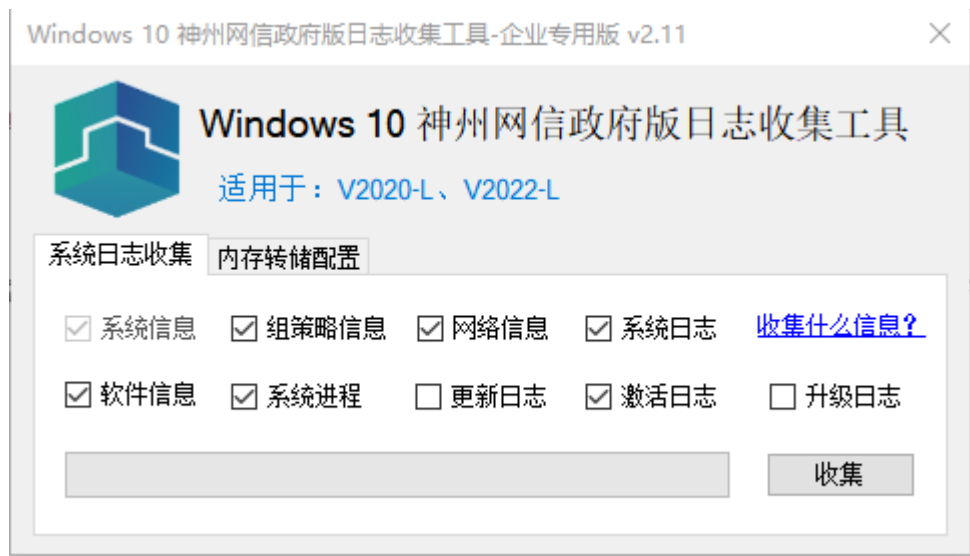 Windows 10 神州网信政府版日志收集工具-企业专用版 v2.11
Windows 10 神州网信政府版日志收集工具
适用于：V2020-L、V2022-L
系统日志收集 内存转储配置
系统信息 组策略信息 网络信息 系统日志 收集什么信息？
软件信息 系统进程 更新日志 激活日志 升级日志
收集